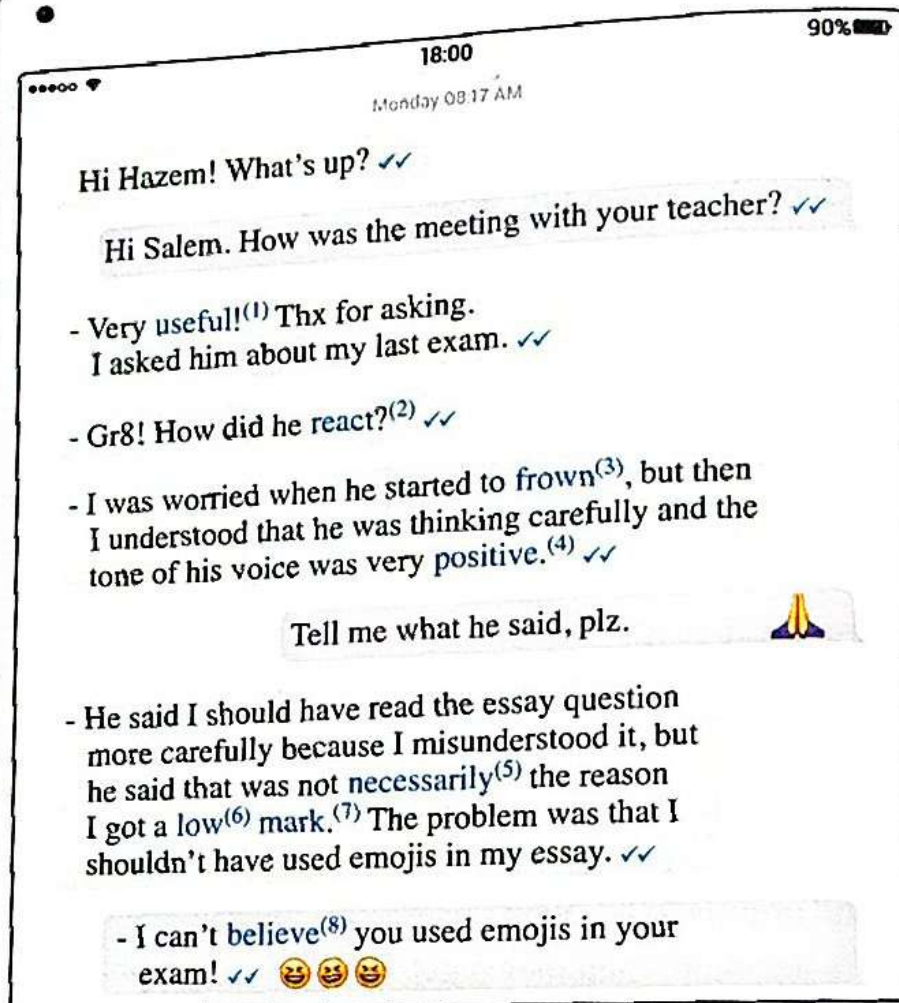 90%
18:00
Monday 08:17 AM
Hi Hazem! What's up? ✓✓
Hi Salem. How was the meeting with your teacher? ✓✓
- Very useful!(1) Thx for asking.
I asked him about my last exam. ✓✓
- Gr8! How did he react?(2) ✓✓
- I was worried when he started to frown(3), but then
I understood that he was thinking carefully and the
tone of his voice was very positive.(4) ✓✓
Tell me what he said, plz. 🙏
- He said I should have read the essay question
more carefully because I misunderstood it, but
he said that was not necessarily(5) the reason
I got a low(6) mark.(7) The problem was that I
shouldn't have used emojis in my essay. ✓✓
- I can't believe(8) you used emojis in your
exam! ✓✓ 😆😆😆